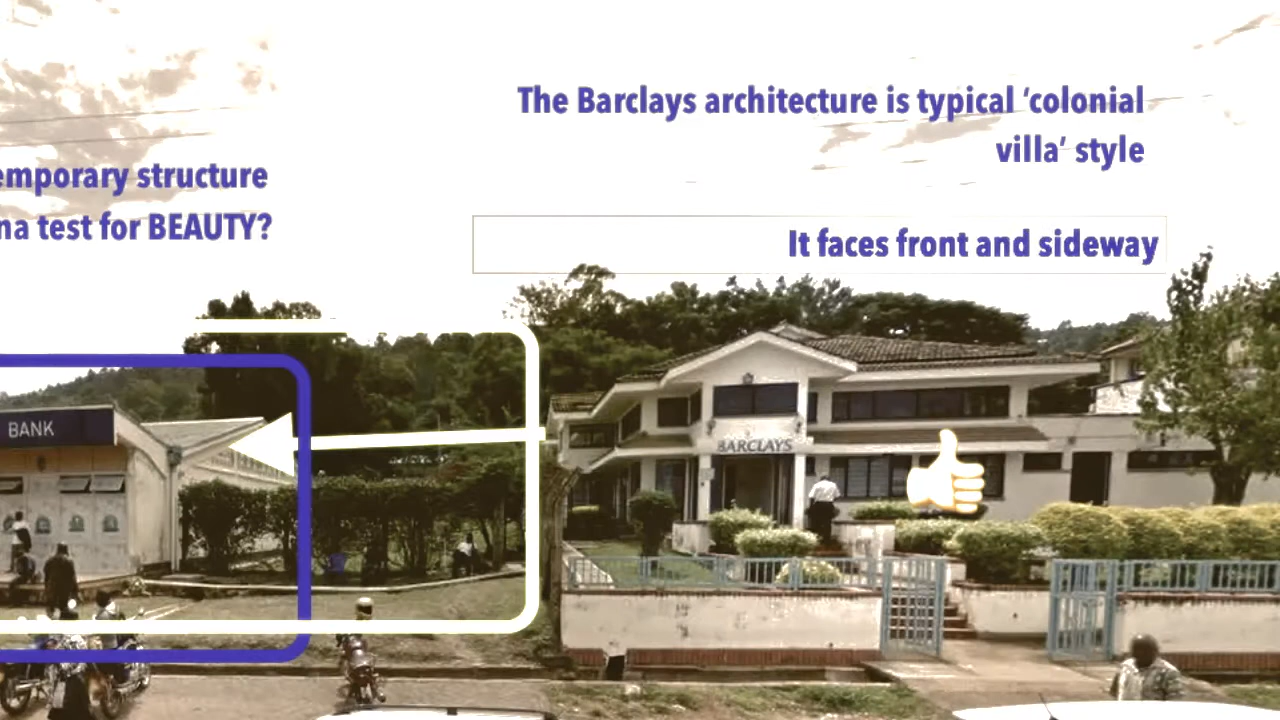 The Barclays architecture is typical ‘colonial
villa’ style
emporary structure
na test for BEAUTY?
It faces front and sideway
BANK
BARCLAYS